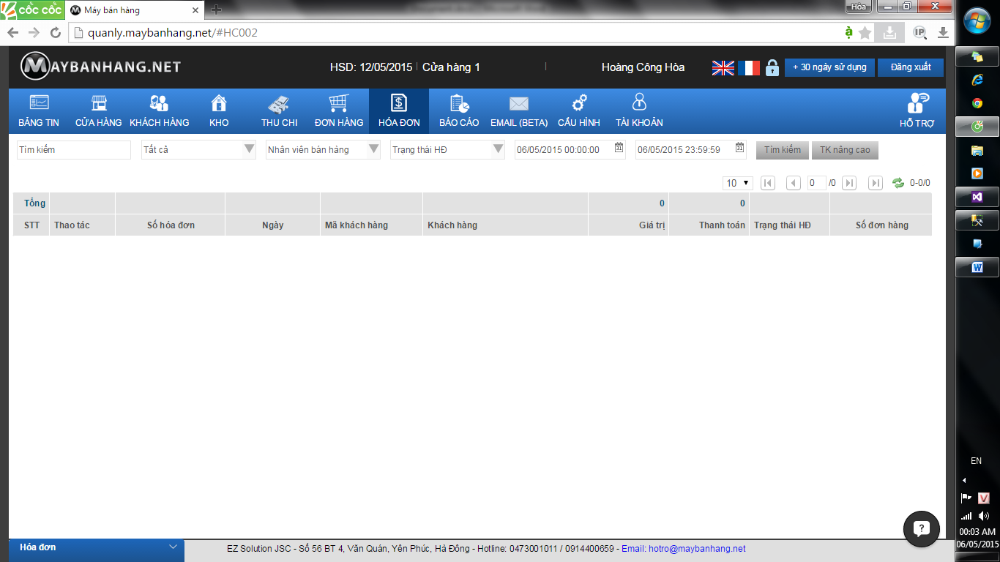 CỐC CỐC
Máy bán hàng
Hòa
quanly.maybanhang.net/#HC002
IP
MAYBANHANG.NET
HSD: 12/05/2015 | Cửa hàng 1 |
Hoàng Công Hòa
+ 30 ngày sử dụng
Đăng xuất
BẢNG TIN
CỬA HÀNG
KHÁCH HÀNG
KHO
THU CHI
ĐƠN HÀNG
HÓA ĐƠN
BÁO CÁO
EMAIL (BETA)
CẤU HÌNH
TÀI KHOẢN
HỖ TRỢ
Tìm kiếm
Tất cả
Nhân viên bán hàng
Trạng thái HĐ
06/05/2015 00:00:00
06/05/2015 23:59:59
Tìm kiếm
TK nâng cao
10
0 /0
0-0/0
Tổng 0 0
STT Thao tác Số hóa đơn Ngày Mã khách hàng Khách hàng Giá trị Thanh toán Trạng thái HĐ Số đơn hàng
EN
00:03 AM
06/05/2015
Hóa đơn
EZ Solution JSC - Số 56 BT 4, Văn Quán, Yên Phúc, Hà Đông - Hotline: 0473001011 / 0914400659 - Email: hotro@maybanhang.net